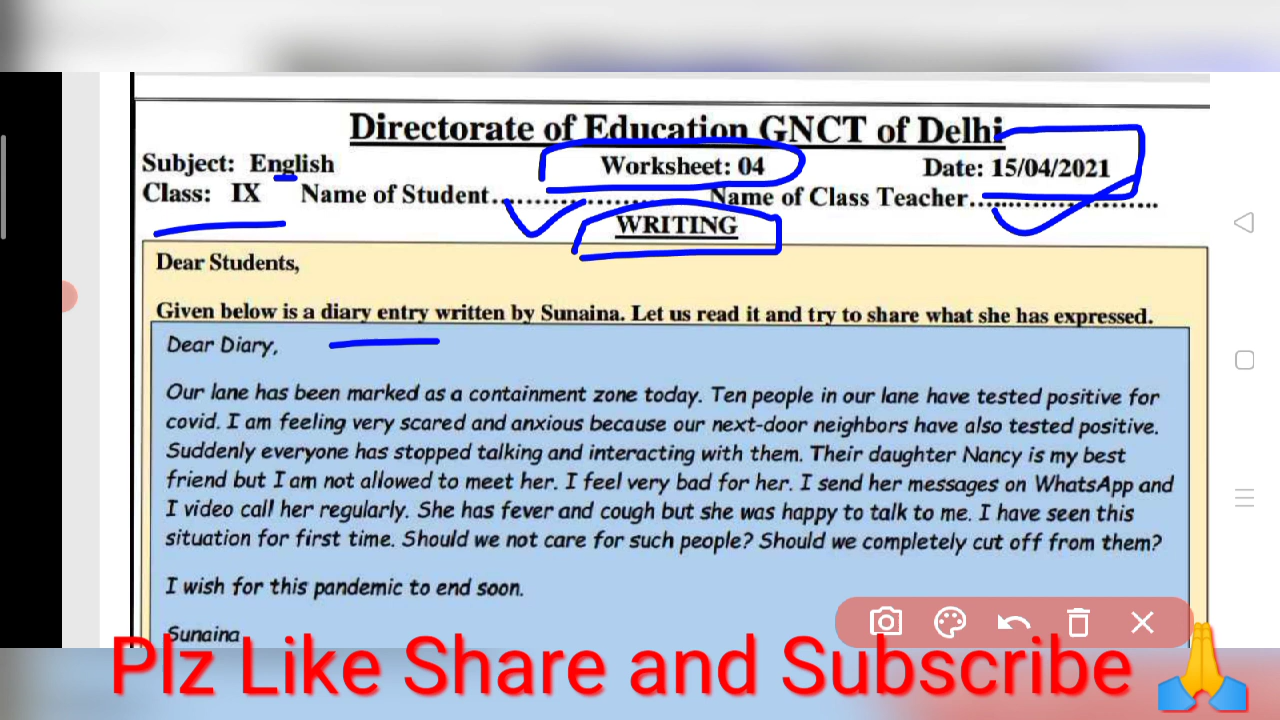 Directorate of Education GNCT of Delhi
Subject: English Worksheet: 04 Date: 15/04/2021
Class: IX Name of Student........................ Name of Class Teacher........................
WRITING
Dear Students,
Given below is a diary entry written by Sunaina. Let us read it and try to share what she has expressed.
Dear Diary,
Our lane has been marked as a containment zone today. Ten people in our lane have tested positive for
covid. I am feeling very scared and anxious because our next-door neighbors have also tested positive.
Suddenly everyone has stopped talking and interacting with them. Their daughter Nancy is my best
friend but I am not allowed to meet her. I feel very bad for her. I send her messages on WhatsApp and
I video call her regularly. She has fever and cough but she was happy to talk to me. I have seen this
situation for first time. Should we not care for such people? Should we completely cut off from them?
I wish for this pandemic to end soon.
Sunaina
Plz Like Share and Subscribe 🙏